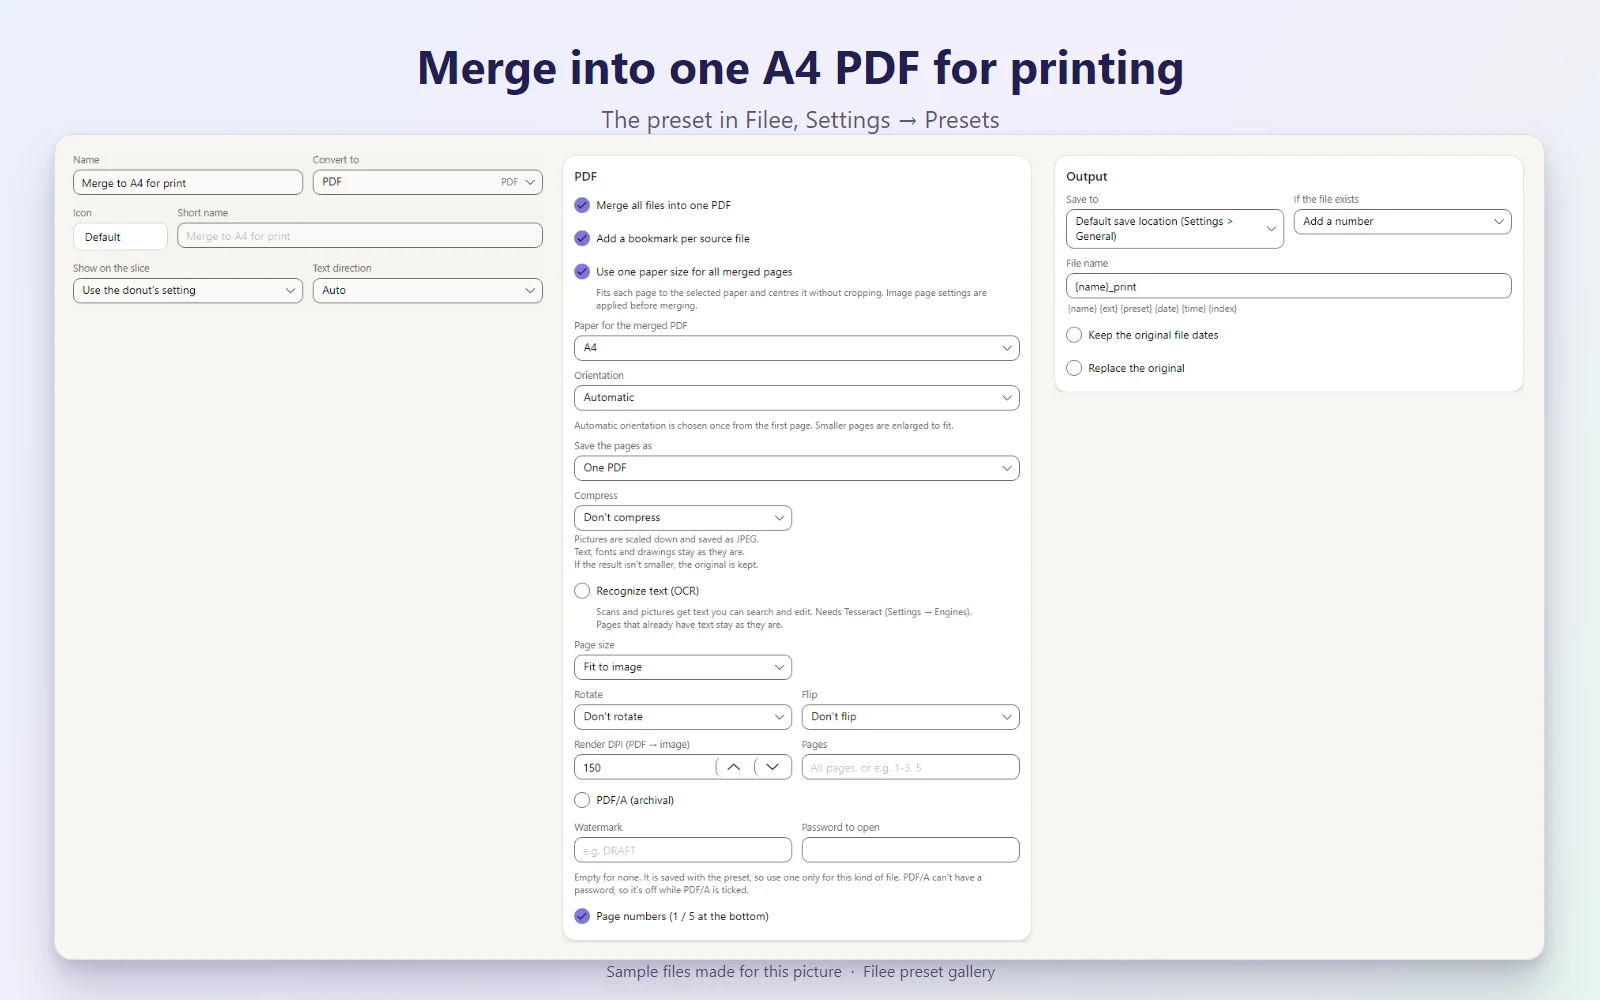 Merge into one A4 PDF for printing
The preset in Filee, Settings → Presets
Name
Merge to A4 for print
Convert to
PDF PDF
Icon
Default
Short name
Merge to A4 for print
Show on the slice
Use the donut's setting
Text direction
Auto
PDF
Merge all files into one PDF
Add a bookmark per source file
Use one paper size for all merged pages
Fits each page to the selected paper and centres it without cropping. Image page settings are
applied before merging.
Paper for the merged PDF
A4
Orientation
Automatic
Automatic orientation is chosen once from the first page. Smaller pages are enlarged to fit.
Save the pages as
One PDF
Compress
Don't compress
Pictures are scaled down and saved as JPEG.
Text, fonts and drawings stay as they are.
If the result isn't smaller, the original is kept.
Recognize text (OCR)
Scans and pictures get text you can search and edit. Needs Tesseract (Settings → Engines).
Pages that already have text stay as they are.
Page size
Fit to image
Rotate
Don't rotate
Flip
Don't flip
Render DPI (PDF → image)
150
Pages
All pages, or e.g. 1-3, 5
PDF/A (archival)
Watermark
e.g. DRAFT
Password to open
Empty for none. It is saved with the preset, so use one only for this kind of file. PDF/A can't have a
password, so it's off while PDF/A is ticked.
Page numbers (1 / 5 at the bottom)
Output
Save to
Default save location (Settings >
General)
If the file exists
Add a number
File name
{name}_print
{name} {ext} {preset} {date} {time} {index}
Keep the original file dates
Replace the original
Sample files made for this picture · Filee preset gallery